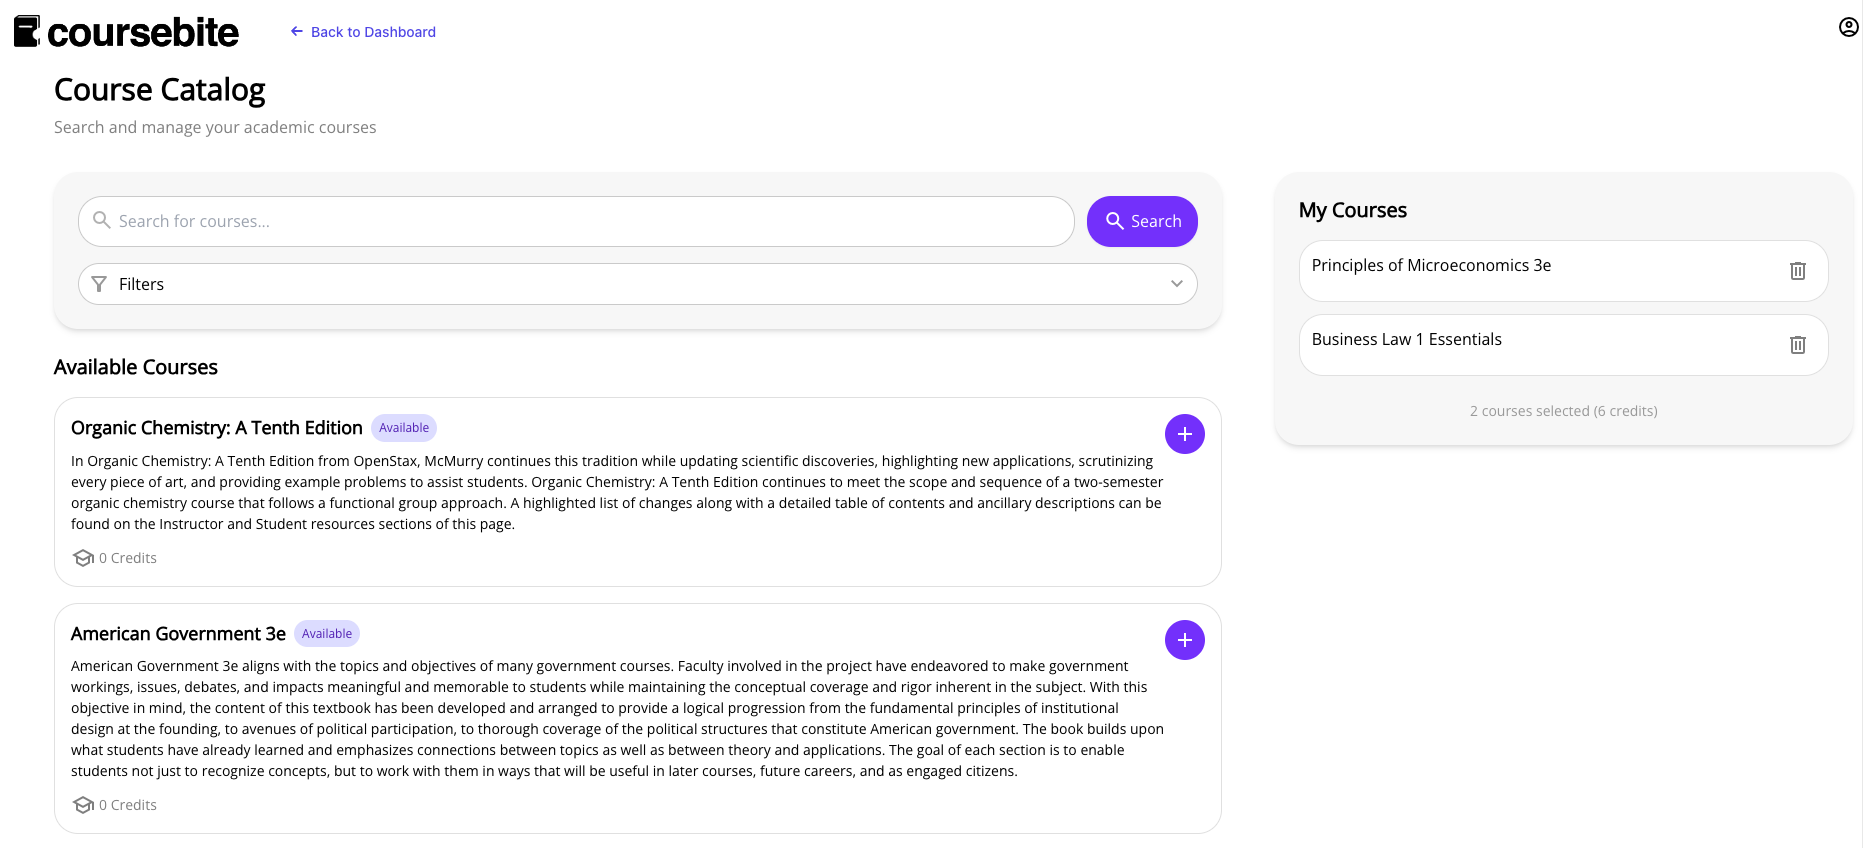 coursebite
Back to Dashboard
Course Catalog
Search and manage your academic courses
Search for courses...
Search
Filters
Available Courses
Organic Chemistry: A Tenth Edition Available
In Organic Chemistry: A Tenth Edition from OpenStax, McMurry continues this tradition while updating scientific discoveries, highlighting new applications, scrutinizing
every piece of art, and providing example problems to assist students. Organic Chemistry: A Tenth Edition continues to meet the scope and sequence of a two-semester
organic chemistry course that follows a functional group approach. A highlighted list of changes along with a detailed table of contents and ancillary descriptions can be
found on the Instructor and Student resources sections of this page.
0 Credits
American Government 3e Available
American Government 3e aligns with the topics and objectives of many government courses. Faculty involved in the project have endeavored to make government
workings, issues, debates, and impacts meaningful and memorable to students while maintaining the conceptual coverage and rigor inherent in the subject. With this
objective in mind, the content of this textbook has been developed and arranged to provide a logical progression from the fundamental principles of institutional
design at the founding, to avenues of political participation, to thorough coverage of the political structures that constitute American government. The book builds upon
what students have already learned and emphasizes connections between topics as well as between theory and applications. The goal of each section is to enable
students not just to recognize concepts, but to work with them in ways that will be useful in later courses, future careers, and as engaged citizens.
0 Credits
My Courses
Principles of Microeconomics 3e
Business Law 1 Essentials
2 courses selected (6 credits)